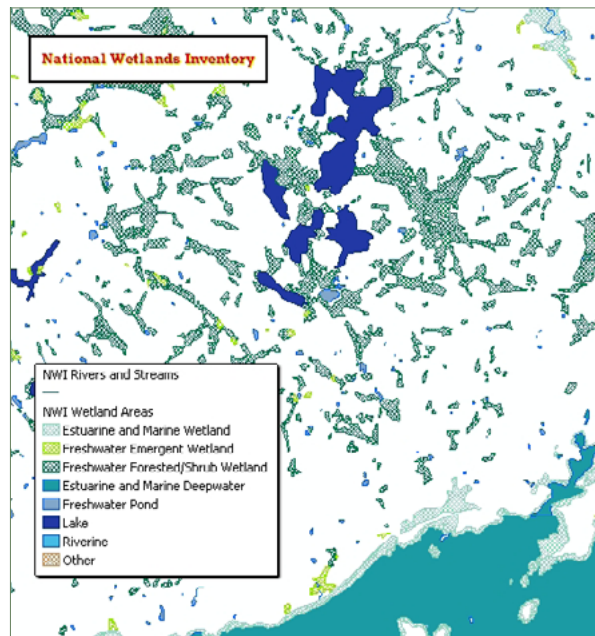 National Wetlands Inventory
NWI Rivers and Streams
NWI Wetland Areas
Estuarine and Marine Wetland
Freshwater Emergent Wetland
Freshwater Forested/Shrub Wetland
Estuarine and Marine Deepwater
Freshwater Pond
Lake
Riverine
Other